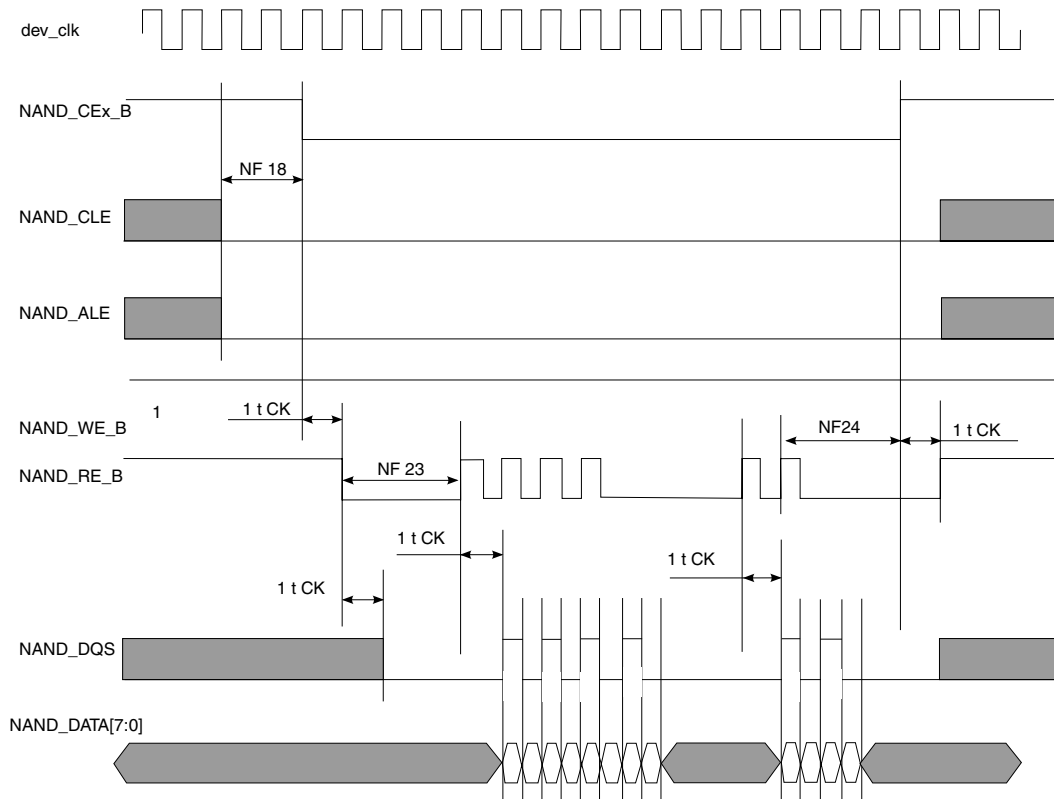 dev_clk
NAND_CEx_B
NF 18
NAND_CLE
NAND_ALE
1
1 t CK
NAND_WE_B
NF24
1 t CK
NAND_RE_B
NF 23
1 t CK
1 t CK
1 t CK
NAND_DQS
NAND_DATA[7:0]